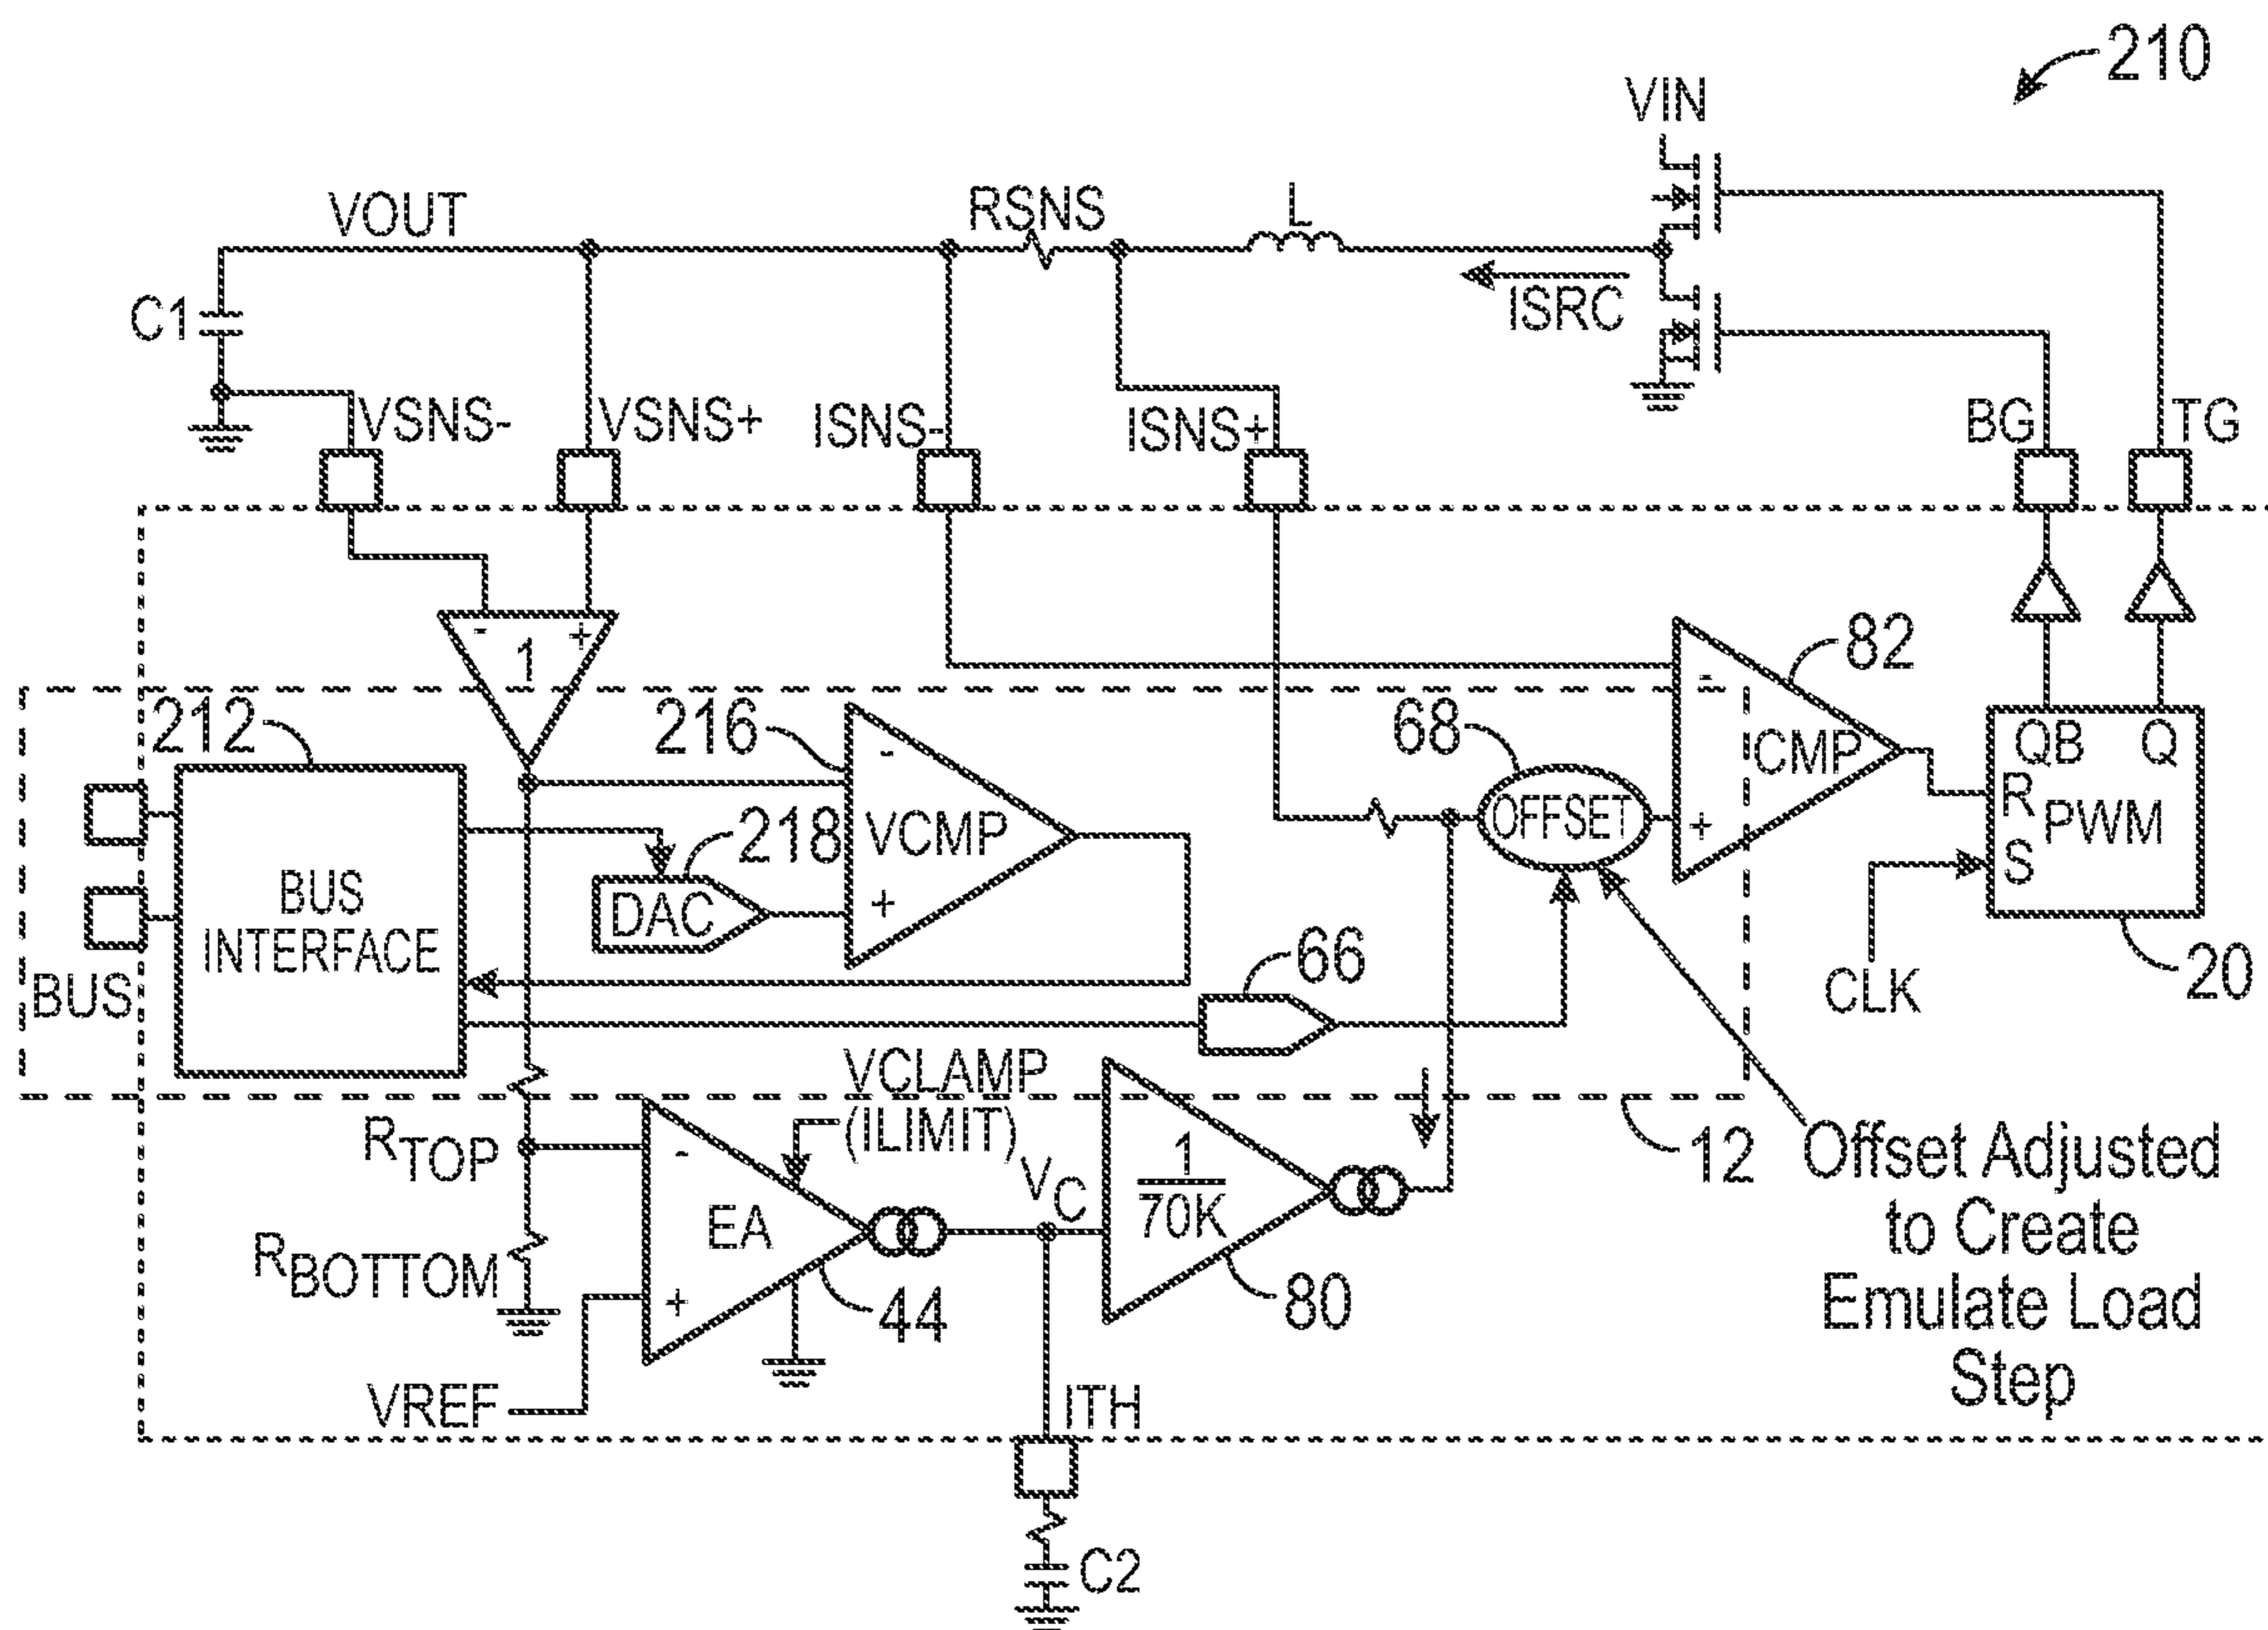 210
VIN
VOUT
RSNS
L
ISRC
C1
VSNS-
VSNS+
ISNS-
ISNS+
BG
TG
- 1 +
82
212
216
68
-
-
CMP
QB Q
R
PWM
S
OFFSET
+
218
VCMP
DAC
+
BUS
INTERFACE
66
BUS
CLK
20
VCLAMP
(ILIMIT)
12
RTOP
-
VC
1
70K
EA
RBOTTOM
+
44
80
Offset Adjusted
to Create
Emulate Load
Step
VREF
ITH
C2